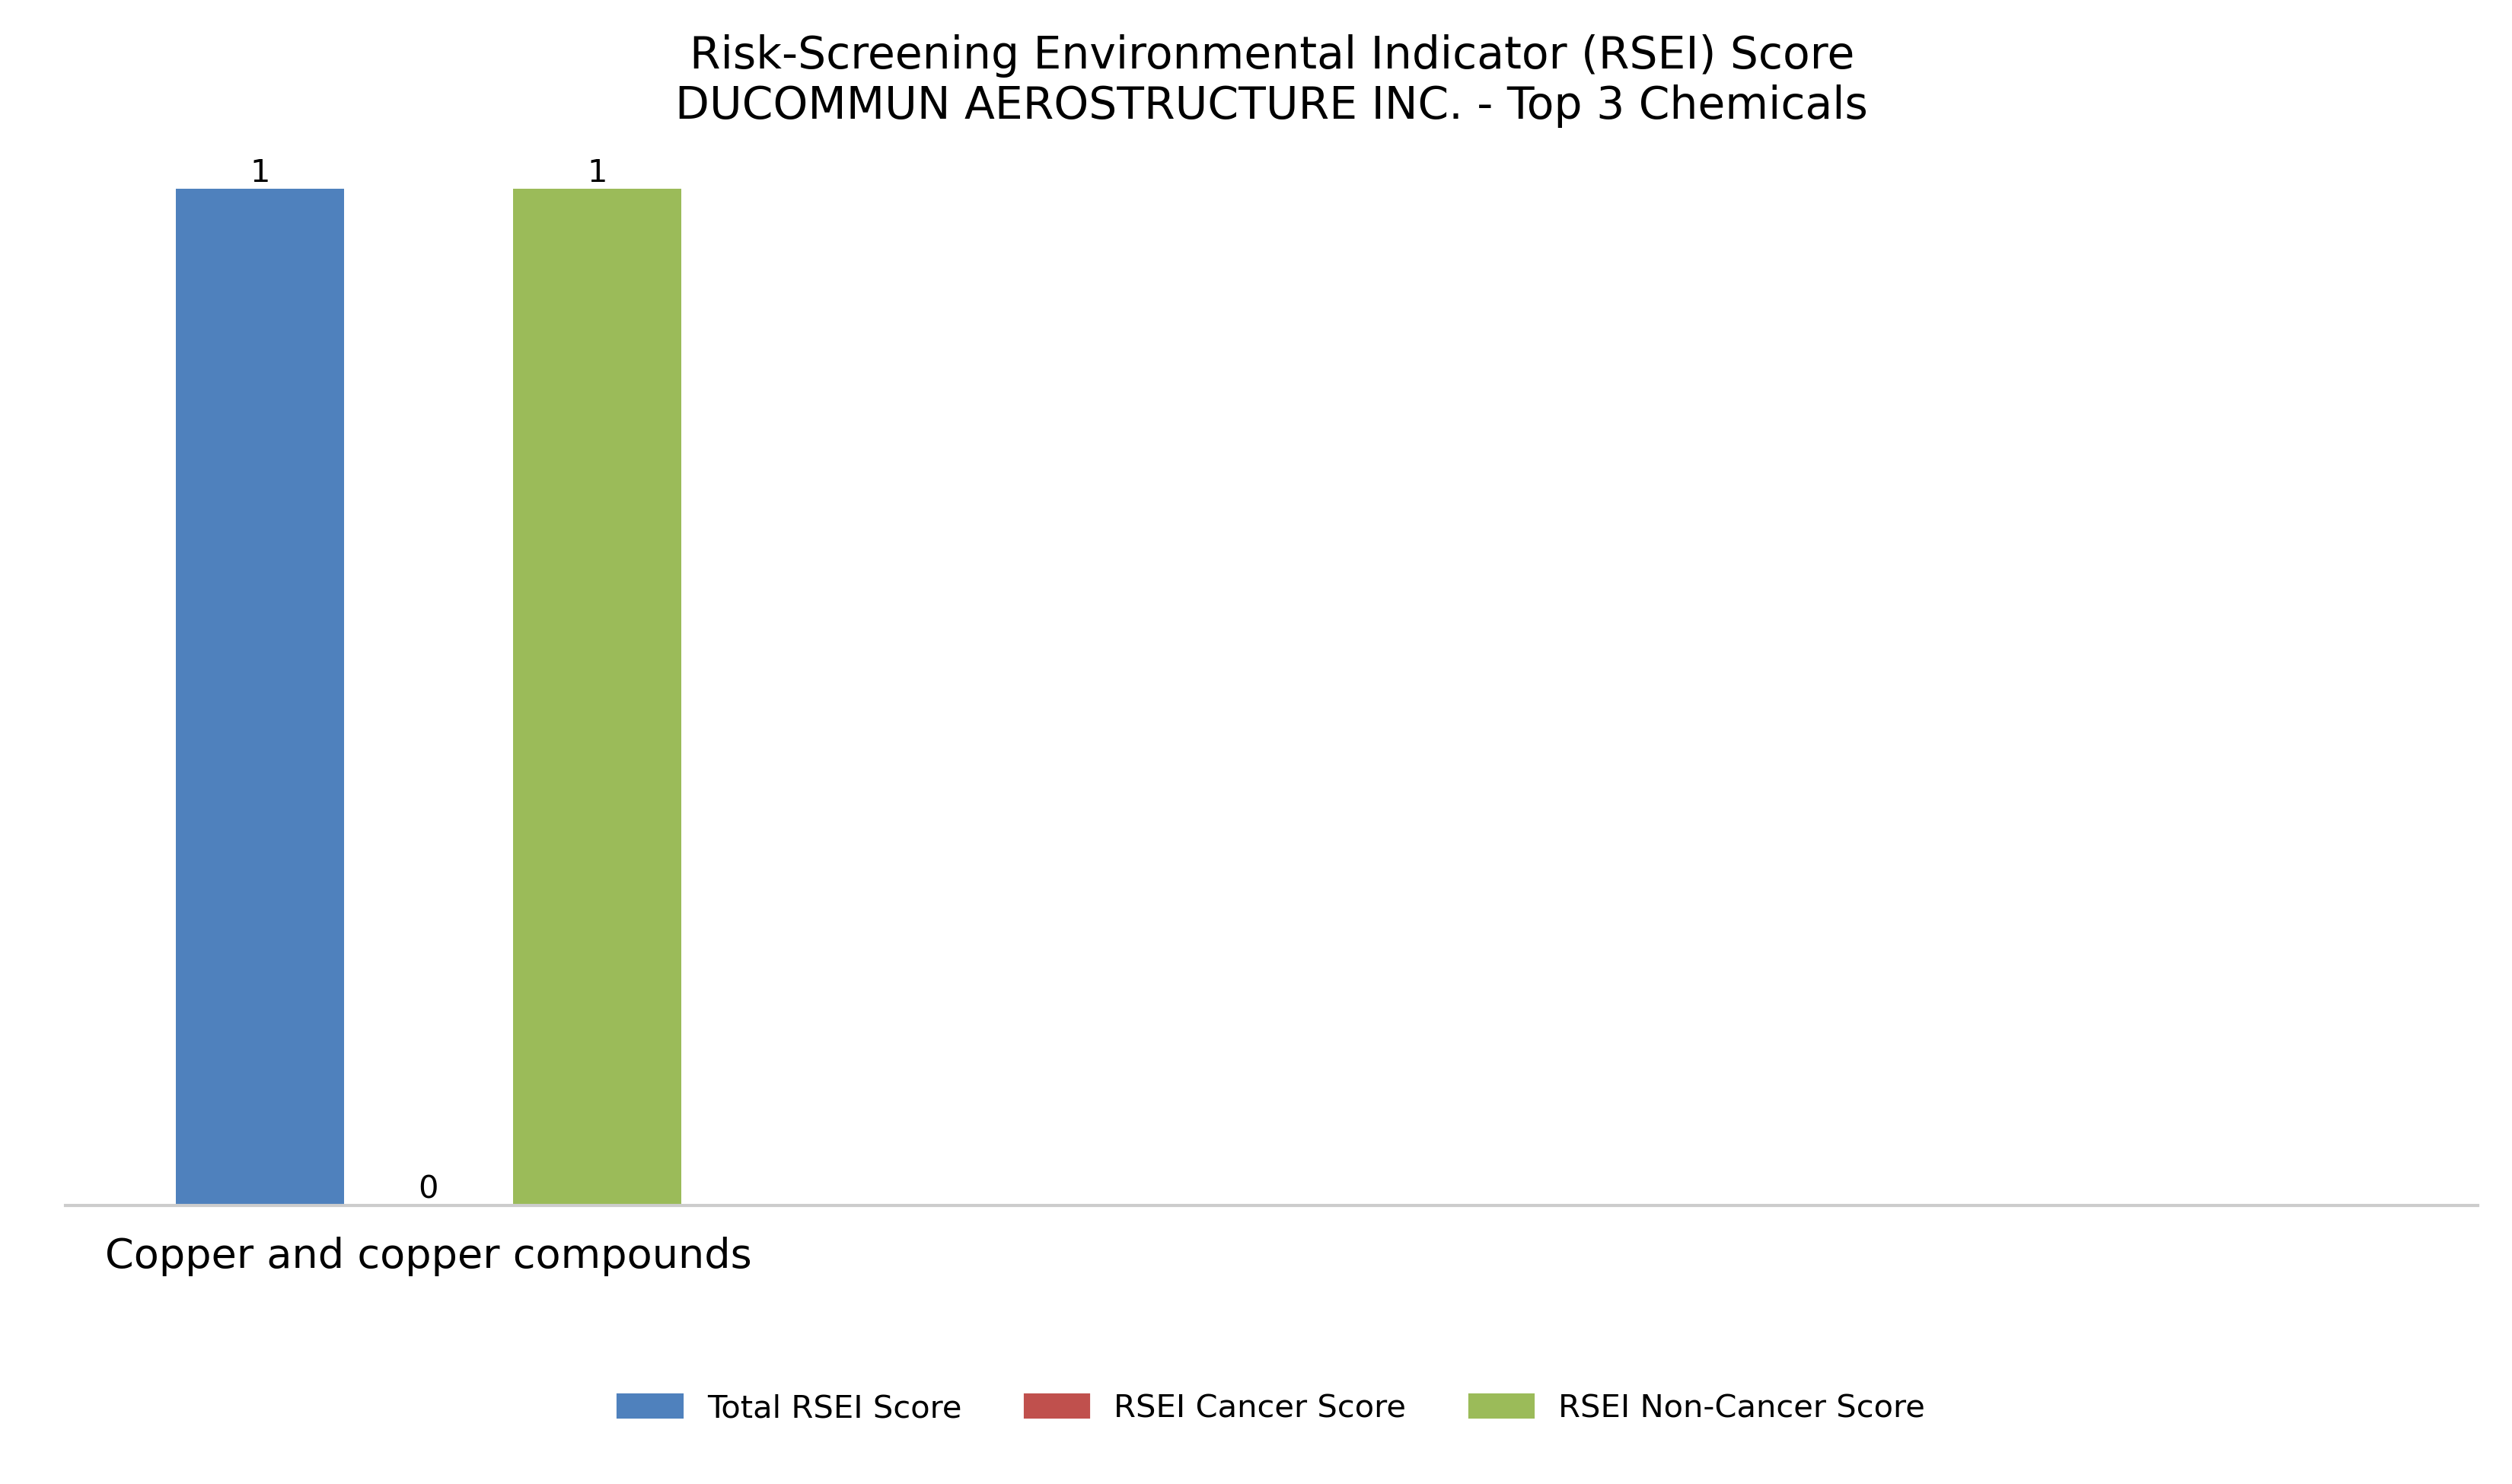 Risk-Screening Environmental Indicator (RSEI) Score
DUCOMMUN AEROSTRUCTURE INC. - Top 3 Chemicals
1
1
0
Copper and copper compounds
Total RSEI Score
RSEI Cancer Score
RSEI Non-Cancer Score